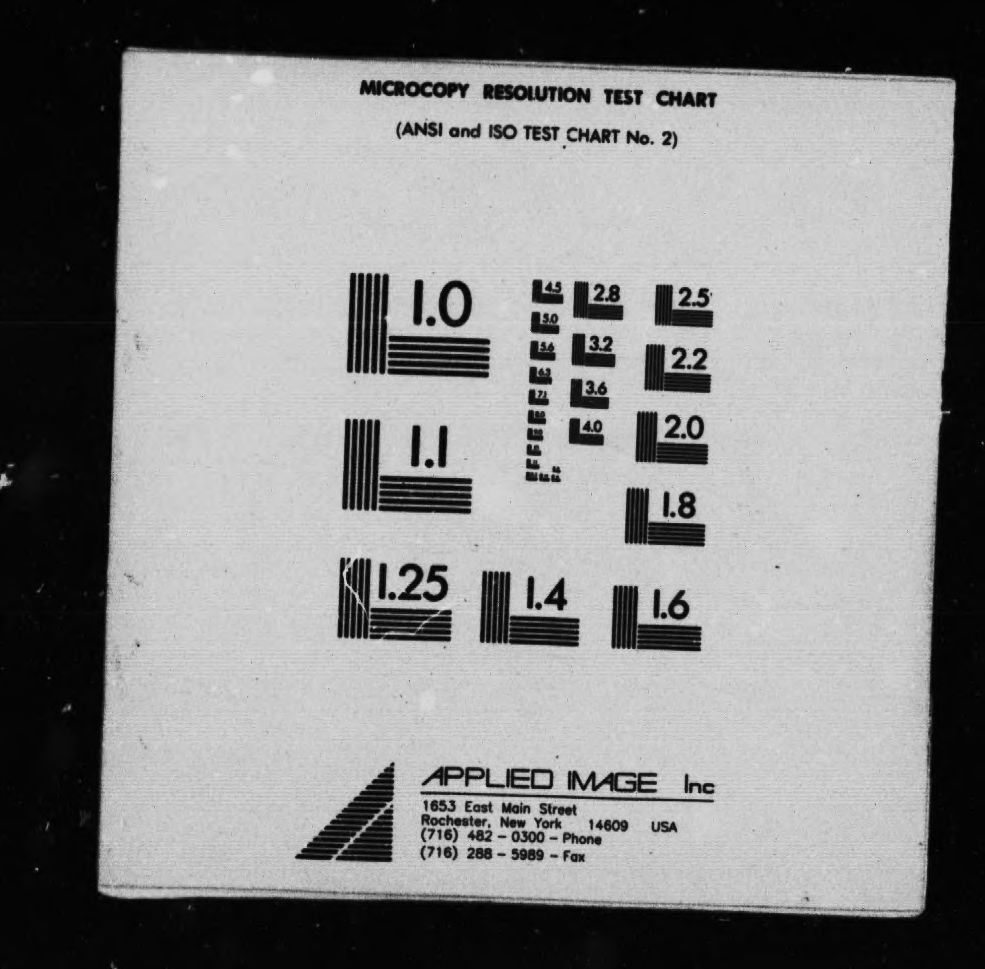 MICROCOPY RESOLUTION TEST CHART
(ANSI and ISO TEST CHART No. 2)
1.0
4.5
2.8
2.5
5.0
5.6
3.2
2.2
6.3
7.1
3.6
8.0
4.0
2.0
1.1
1.8
1.25
1.4
1.6
APPLIED IMAGE Inc
1653 East Main Street
Rochester, New York 14609 USA
(716) 482 – 0300 – Phone
(716) 288 – 5989 – Fax